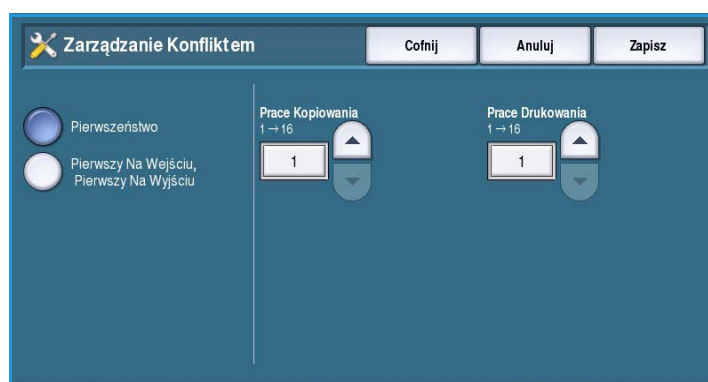 Zarządzanie Konfliktem
Cofnij
Anuluj
Zapisz
Pierwszeństwo
Pierwszy Na Wejściu,
Pierwszy Na Wyjściu
Prace Kopiowania
1→16
1
Prace Drukowania
1→16
1